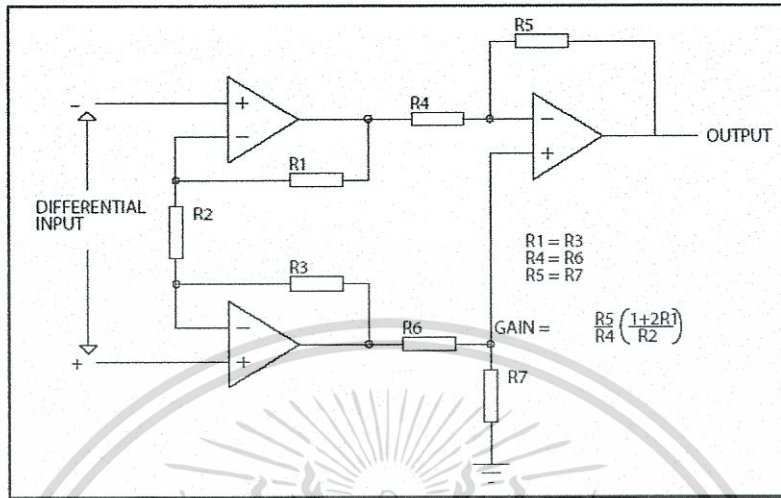 R5
R4
-
+
-
-
+
OUTPUT
R1
DIFFERENTIAL
INPUT
R2
R1 = R3
R4 = R6
R5 = R7
R3
-
+
R6
GAIN = R5/R4 (1+2R1/R2)
+
R7